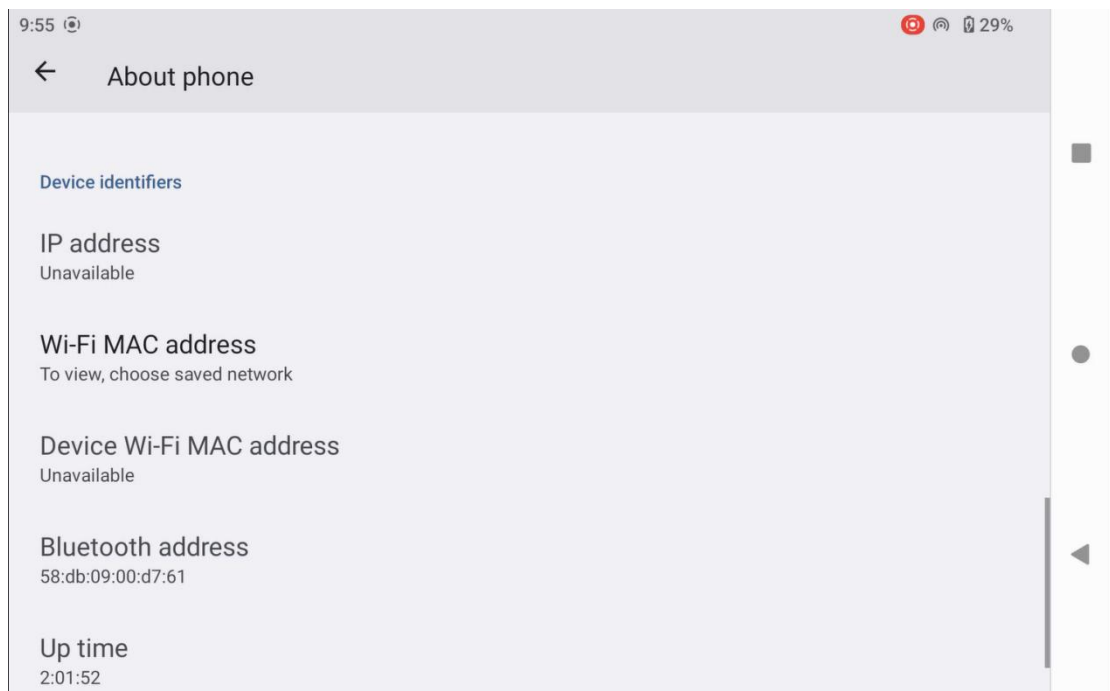 9:55
29%
About phone
Device identifiers
IP address
Unavailable
Wi-Fi MAC address
To view, choose saved network
Device Wi-Fi MAC address
Unavailable
Bluetooth address
58:db:09:00:d7:61
Up time
2:01:52